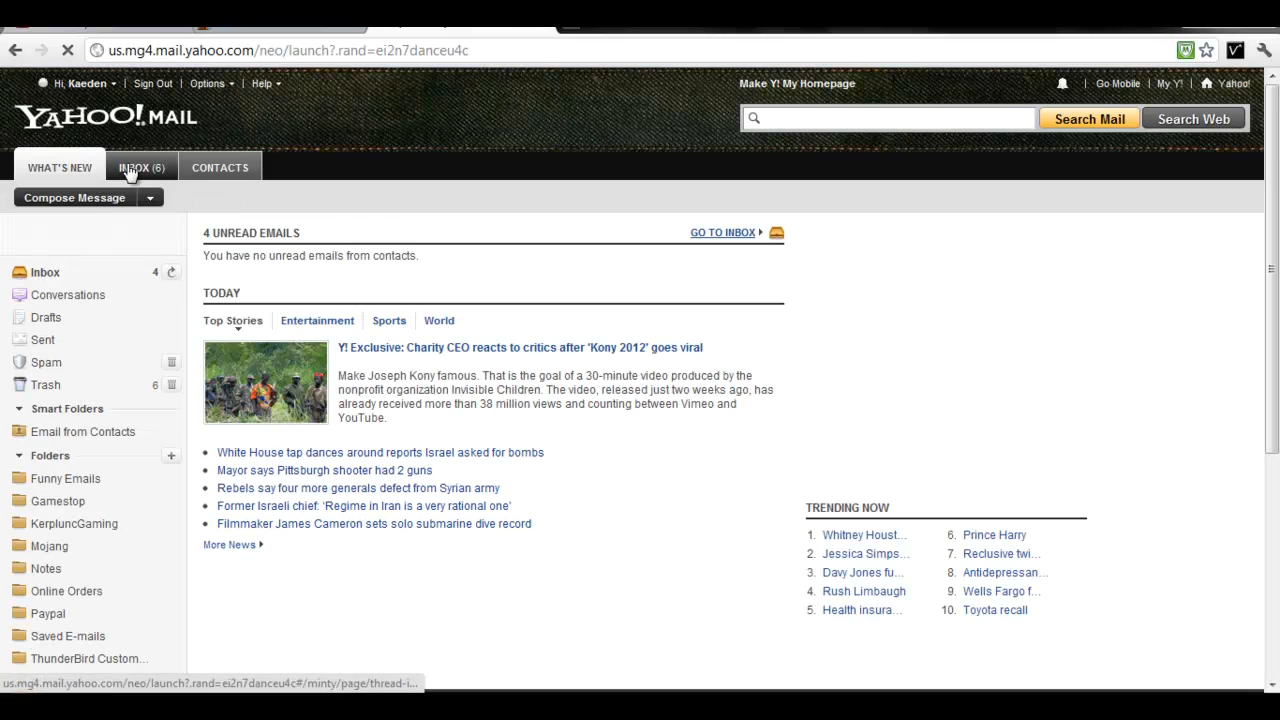 us.mg4.mail.yahoo.com/neo/launch?.rand=ei2n7danceu4c
Hi, Kaeden | Sign Out | Options | Help
Make Y! My Homepage
Go Mobile | My Y! | Yahoo!
YAHOO! MAIL
Search Mail
Search Web
WHAT'S NEW
INBOX (6)
CONTACTS
Compose Message
4 UNREAD EMAILS
GO TO INBOX
You have no unread emails from contacts.
Inbox 4
Conversations
Drafts
Sent
Spam
Trash 6
Smart Folders
Email from Contacts
Folders
Funny Emails
Gamestop
KerpluncGaming
Mojang
Notes
Online Orders
Paypal
Saved E-mails
ThunderBird Custom...
TODAY
Top Stories
Entertainment
Sports
World
Y! Exclusive: Charity CEO reacts to critics after 'Kony 2012' goes viral
Make Joseph Kony famous. That is the goal of a 30-minute video produced by the
nonprofit organization Invisible Children. The video, released just two weeks ago, has
already received more than 38 million views and counting between Vimeo and
YouTube.
White House tap dances around reports Israel asked for bombs
Mayor says Pittsburgh shooter had 2 guns
Rebels say four more generals defect from Syrian army
Former Israeli chief: 'Regime in Iran is a very rational one'
Filmmaker James Cameron sets solo submarine dive record
More News
TRENDING NOW
1. Whitney Houst...
2. Jessica Simps...
3. Davy Jones fu...
4. Rush Limbaugh
5. Health insura...
6. Prince Harry
7. Reclusive twi...
8. Antidepressan...
9. Wells Fargo f...
10. Toyota recall
us.mg4.mail.yahoo.com/neo/launch?.rand=ei2n7danceu4c#/minty/page/thread-i...